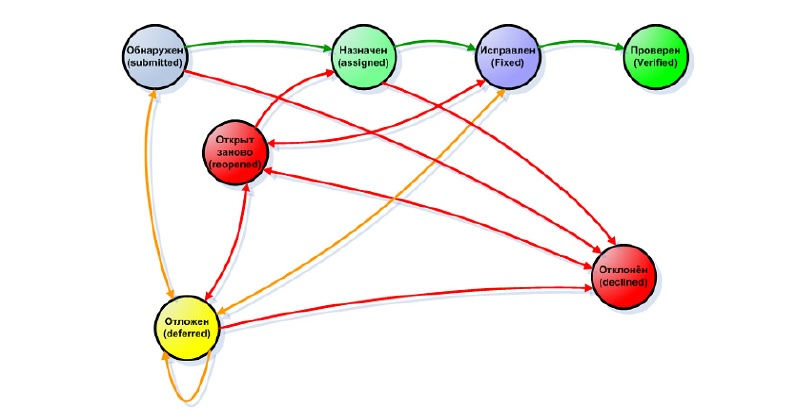 Обнаружен
(submitted)
Назначен
(assigned)
Исправлен
(Fixed)
Проверен
(Verified)
Открыт
заново
(reopened)
Отклонён
(declined)
Отложен
(deferred)